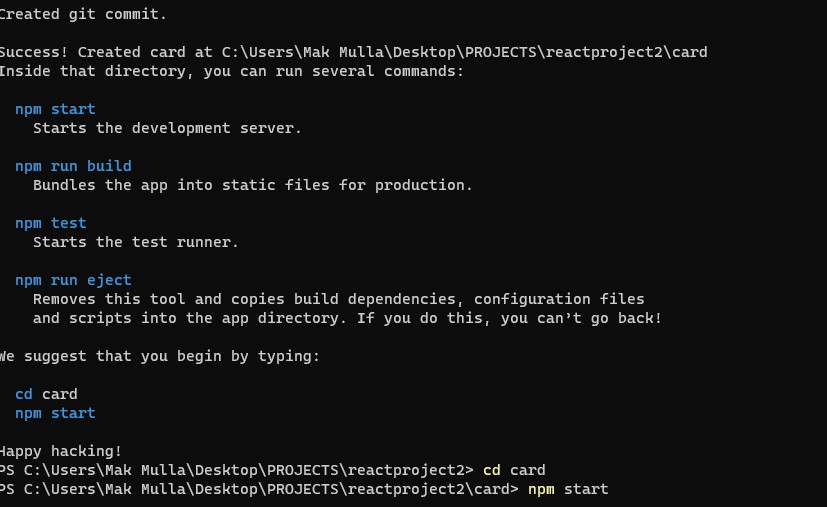 Created git commit.
Success! Created card at C:\Users\Mak Mulla\Desktop\PROJECTS\reactproject2\card
Inside that directory, you can run several commands:
npm start
Starts the development server.
npm run build
Bundles the app into static files for production.
npm test
Starts the test runner.
npm run eject
Removes this tool and copies build dependencies, configuration files
and scripts into the app directory. If you do this, you can’t go back!
We suggest that you begin by typing:
cd card
npm start
Happy hacking!
PS C:\Users\Mak Mulla\Desktop\PROJECTS\reactproject2> cd card
PS C:\Users\Mak Mulla\Desktop\PROJECTS\reactproject2\card> npm start